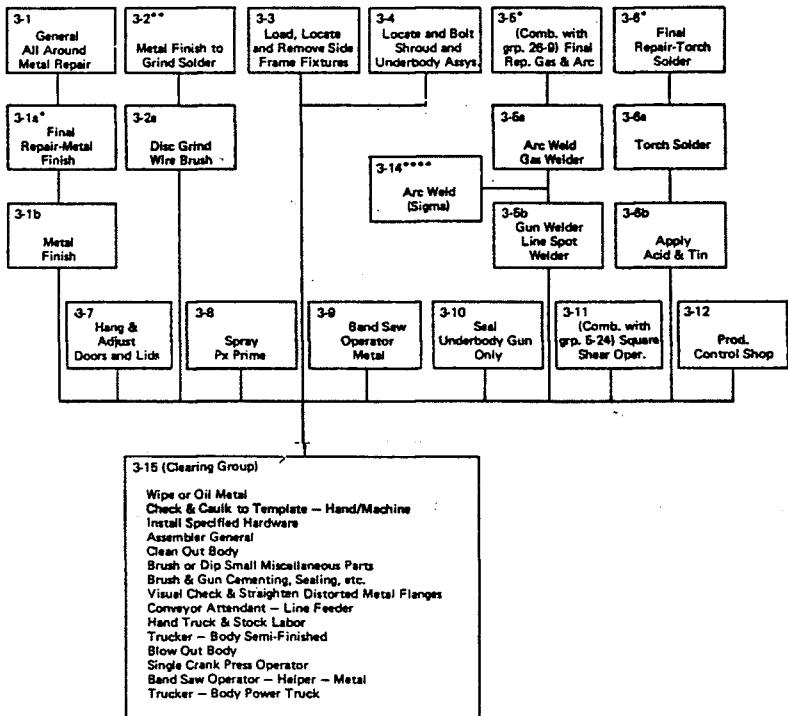 3-1
General
All Around
Metal Repair
3-2**
Metal Finish to
Grind Solder
3-3
Load, Locate
and Remove Side
Frame Fixtures
3-4
Locate and Bolt
Shroud and
Underbody Assys.
3-5*
(Comb. with
grp. 26-9) Final
Rep. Gas & Arc
3-6*
Final
Repair-Torch
Solder
3-1a*
Final
Repair-Metal
Finish
3-2a
Disc Grind
Wire Brush
3-5a
Arc Weld
Gas Welder
3-6a
Torch Solder
3-14****
Arc Weld
(Sigma)
3-1b
Metal
Finish
3-5b
Gun Welder
Line Spot
Welder
3-6b
Apply
Acid & Tin
3-7
Hang &
Adjust
Doors and Lids
3-8
Spray
Px Prime
3-9
Band Saw
Operator
Metal
3-10
Seal
Underbody Gun
Only
3-11
(Comb. with
grp. 5-24) Square
Shear Oper.
3-12
Prod.
Control Shop
3-15 (Clearing Group)
Wipe or Oil Metal
Check & Caulk to Template — Hand/Machine
Install Specified Hardware
Assembler General
Clean Out Body
Brush or Dip Small Miscellaneous Parts
Brush & Gun Cementing, Sealing, etc.
Visual Check & Straighten Distorted Metal Flanges
Conveyor Attendant — Line Feeder
Hand Truck & Stock Labor
Trucker — Body Semi-Finished
Blow Out Body
Single Crank Press Operator
Band Saw Operator — Helper — Metal
Trucker — Body Power Truck